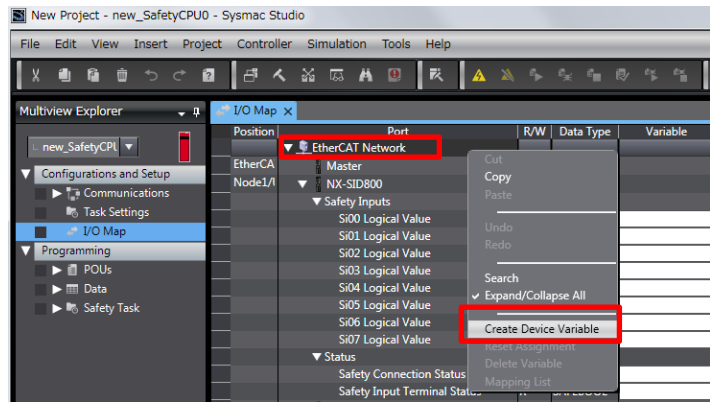 New Project - new_SafetyCPU0 - Sysmac Studio
File Edit View Insert Project Controller Simulation Tools Help
Multiview Explorer
I/O Map
new_SafetyCPU
Configurations and Setup
Communications
Task Settings
I/O Map
Programming
POUs
Data
Safety Task
Position Port R/W Data Type Variable
EtherCAT Network
EtherCA Master
Node1/I NX-SID800
Safety Inputs
Si00 Logical Value
Si01 Logical Value
Si02 Logical Value
Si03 Logical Value
Si04 Logical Value
Si05 Logical Value
Si06 Logical Value
Si07 Logical Value
Status
Safety Connection Status
Safety Input Terminal Status
Cut
Copy
Paste
Undo
Redo
Search
Expand/Collapse All
Create Device Variable
Reset Assignment
Delete Variable
Mapping List